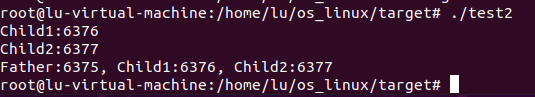 root@lu-virtual-machine:/home/lu/os_linux/target# ./test2
Child1:6376
Child2:6377
Father:6375, Child1:6376, Child2:6377
root@lu-virtual-machine:/home/lu/os_linux/target#